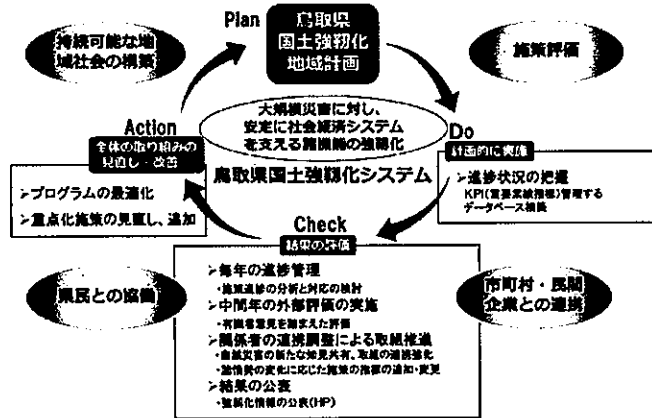 Plan
鳥取県
国土強靭化
地域計画
持続可能な地
域社会の構築
施策評価
大規模災害に対し、
安定に社会経済システム
を支える諸機能の強靭化
Action
全体の取り組みの
見直し・改善
➢プログラムの最適化
➢重点化施策の見直し、追加
Do
計画的に実施
➢進捗状況の把握
KPI(重要業績指標)管理する
データベース構築
鳥取県国土強靭化システム
Check
結果の評価
➢毎年の進捗管理
・施策進捗の分析と対応の検討
➢中間年の外部評価の実施
・有識者意見を踏まえた評価
➢関係者の連携調整による取組推進
・自然災害の新たな知見共有、取組の連携強化
・諸情勢の変化に応じた施策の指標の追加・変更
➢結果の公表
・強靭化情報の公表(HP)
県民との協働
市町村・民間
企業との連携